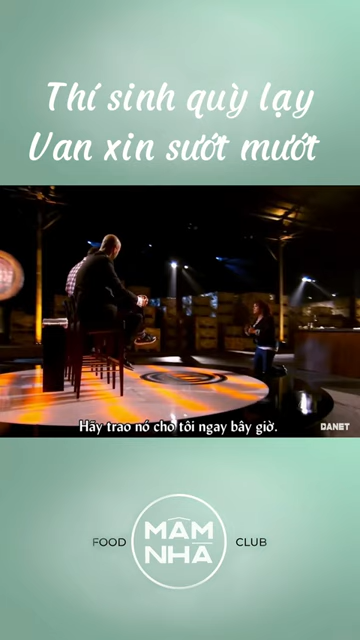 Thí sinh quỳ lạy
Van xin sướt mướt
Hãy trao nó cho tôi ngay bây giờ.
DANET
FOOD MÂM NHÀ CLUB